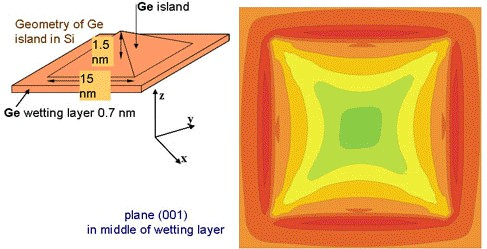 Geometry of Ge
island in Si
Ge island
1.5
nm
15
nm
Ge wetting layer 0.7 nm
z
y
x
plane (001)
in middle of wetting layer